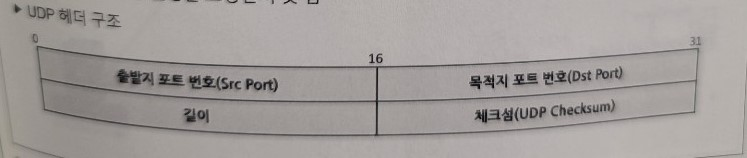 ▶ UDP 헤더 구조
0 16 31
출발지 포트 번호(Src Port) 목적지 포트 번호(Dst Port)
길이 체크섬(UDP Checksum)